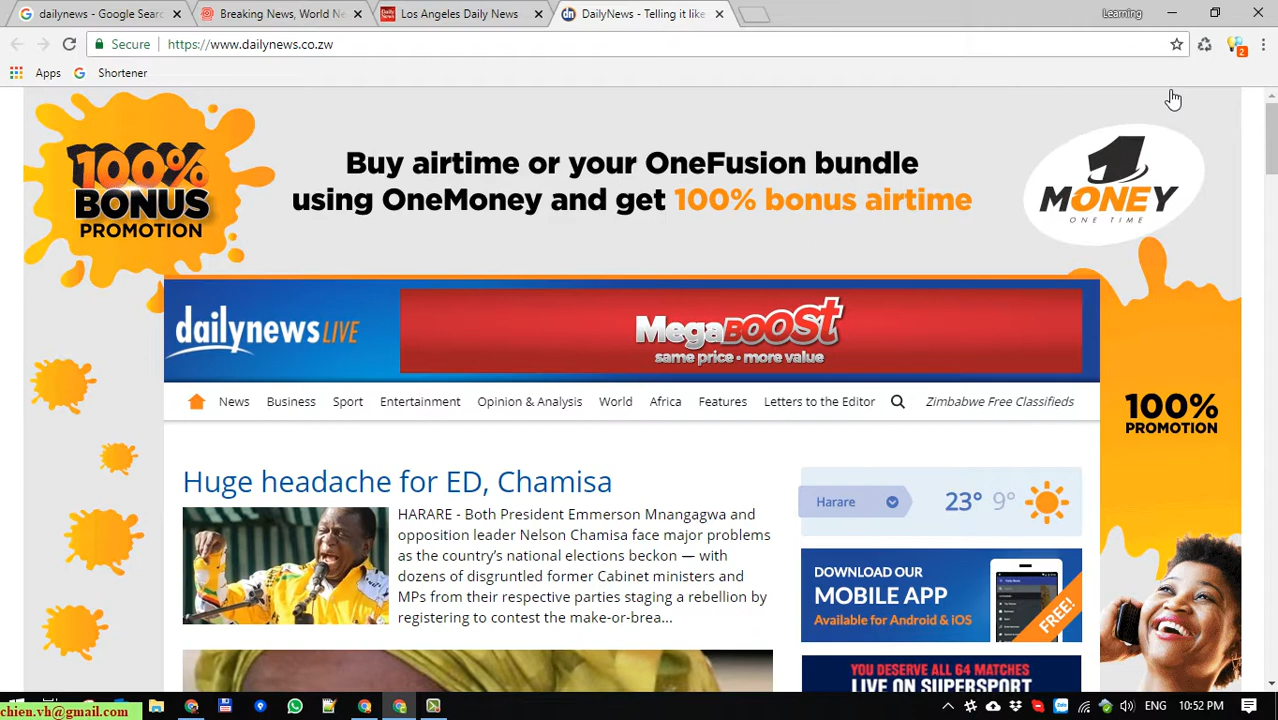 dailynews - Google Sear
Breaking News, World Ne
Los Angeles Daily News
DailyNews - Telling it like
Learning
Secure
https://www.dailynews.co.zw
2
Apps
Shortener
100%
BONUS
PROMOTION
Buy airtime or your OneFusion bundle
using OneMoney and get 100% bonus airtime
1
MONEY
ONE TIME
dailynews LIVE
MegaBOOST
same price • more value
News Business Sport Entertainment Opinion & Analysis World Africa Features Letters to the Editor Zimbabwe Free Classifieds
100%
PROMOTION
Huge headache for ED, Chamisa
HARARE - Both President Emmerson Mnangagwa and
opposition leader Nelson Chamisa face major problems
as the country's national elections beckon — with
dozens of disgruntled former Cabinet ministers and
MPs from their respective parties staging a rebellion by
registering to contest the make-or-brea...
Harare
23° 9°
DOWNLOAD OUR
MOBILE APP
Available for Android & iOS
FREE!
YOU DESERVE ALL 64 MATCHES
LIVE ON SUPERSPORT
chien.vh@gmail.com
ENG
10:52 PM